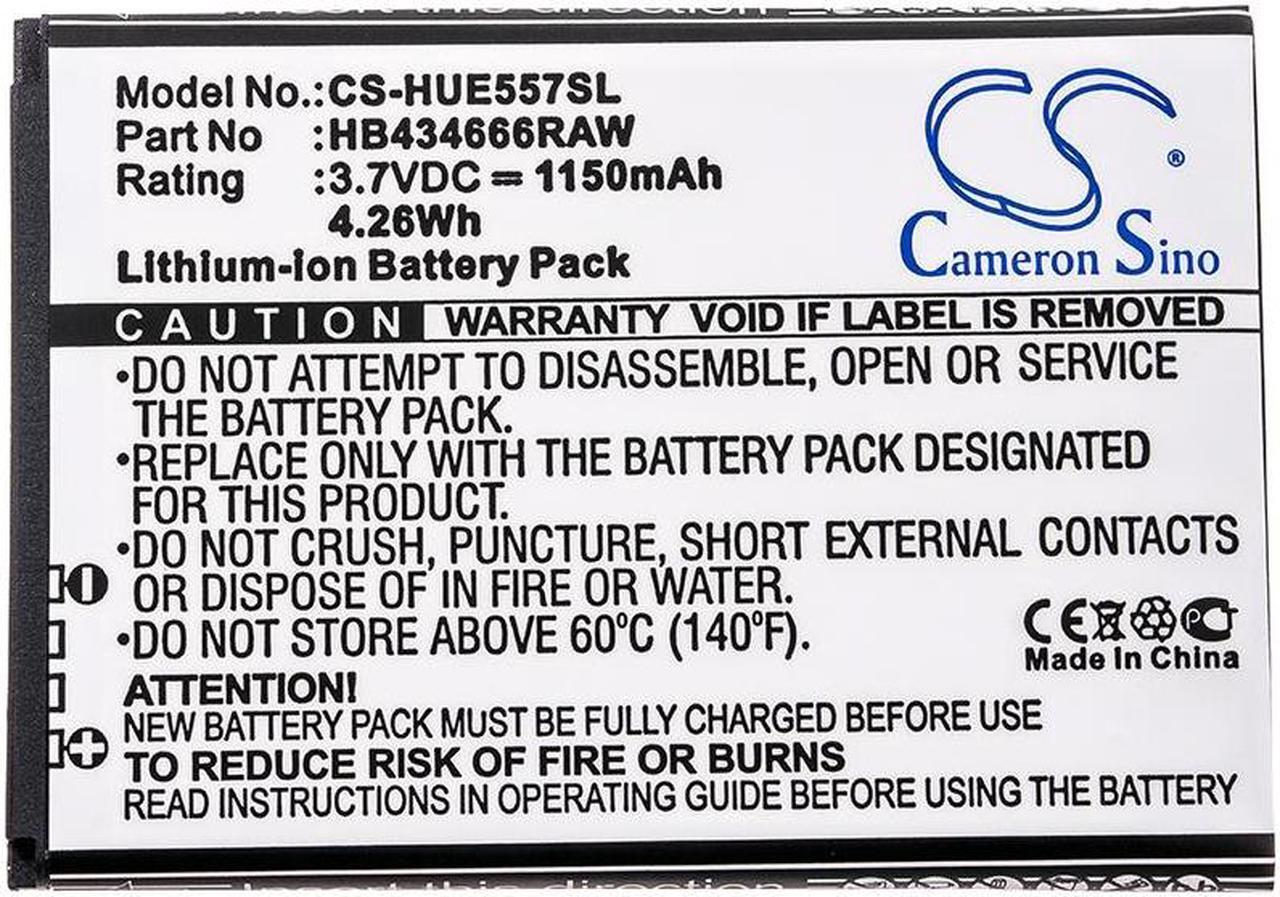 Model No.:CS-HUE557SL
Part No :HB434666RAW
Rating :3.7VDC = 1150mAh
4.26Wh
Lithium-ion Battery Pack
CS ®
Cameron Sino
CAUTION WARRANTY VOID IF LABEL IS REMOVED
•DO NOT ATTEMPT TO DISASSEMBLE, OPEN OR SERVICE
THE BATTERY PACK.
•REPLACE ONLY WITH THE BATTERY PACK DESIGNATED
FOR THIS PRODUCT.
•DO NOT CRUSH, PUNCTURE, SHORT EXTERNAL CONTACTS
OR DISPOSE OF IN FIRE OR WATER.
•DO NOT STORE ABOVE 60°C (140°F).
CE PCT
Made In China
ATTENTION!
NEW BATTERY PACK MUST BE FULLY CHARGED BEFORE USE
TO REDUCE RISK OF FIRE OR BURNS
READ INSTRUCTIONS IN OPERATING GUIDE BEFORE USING THE BATTERY
Insert this direction